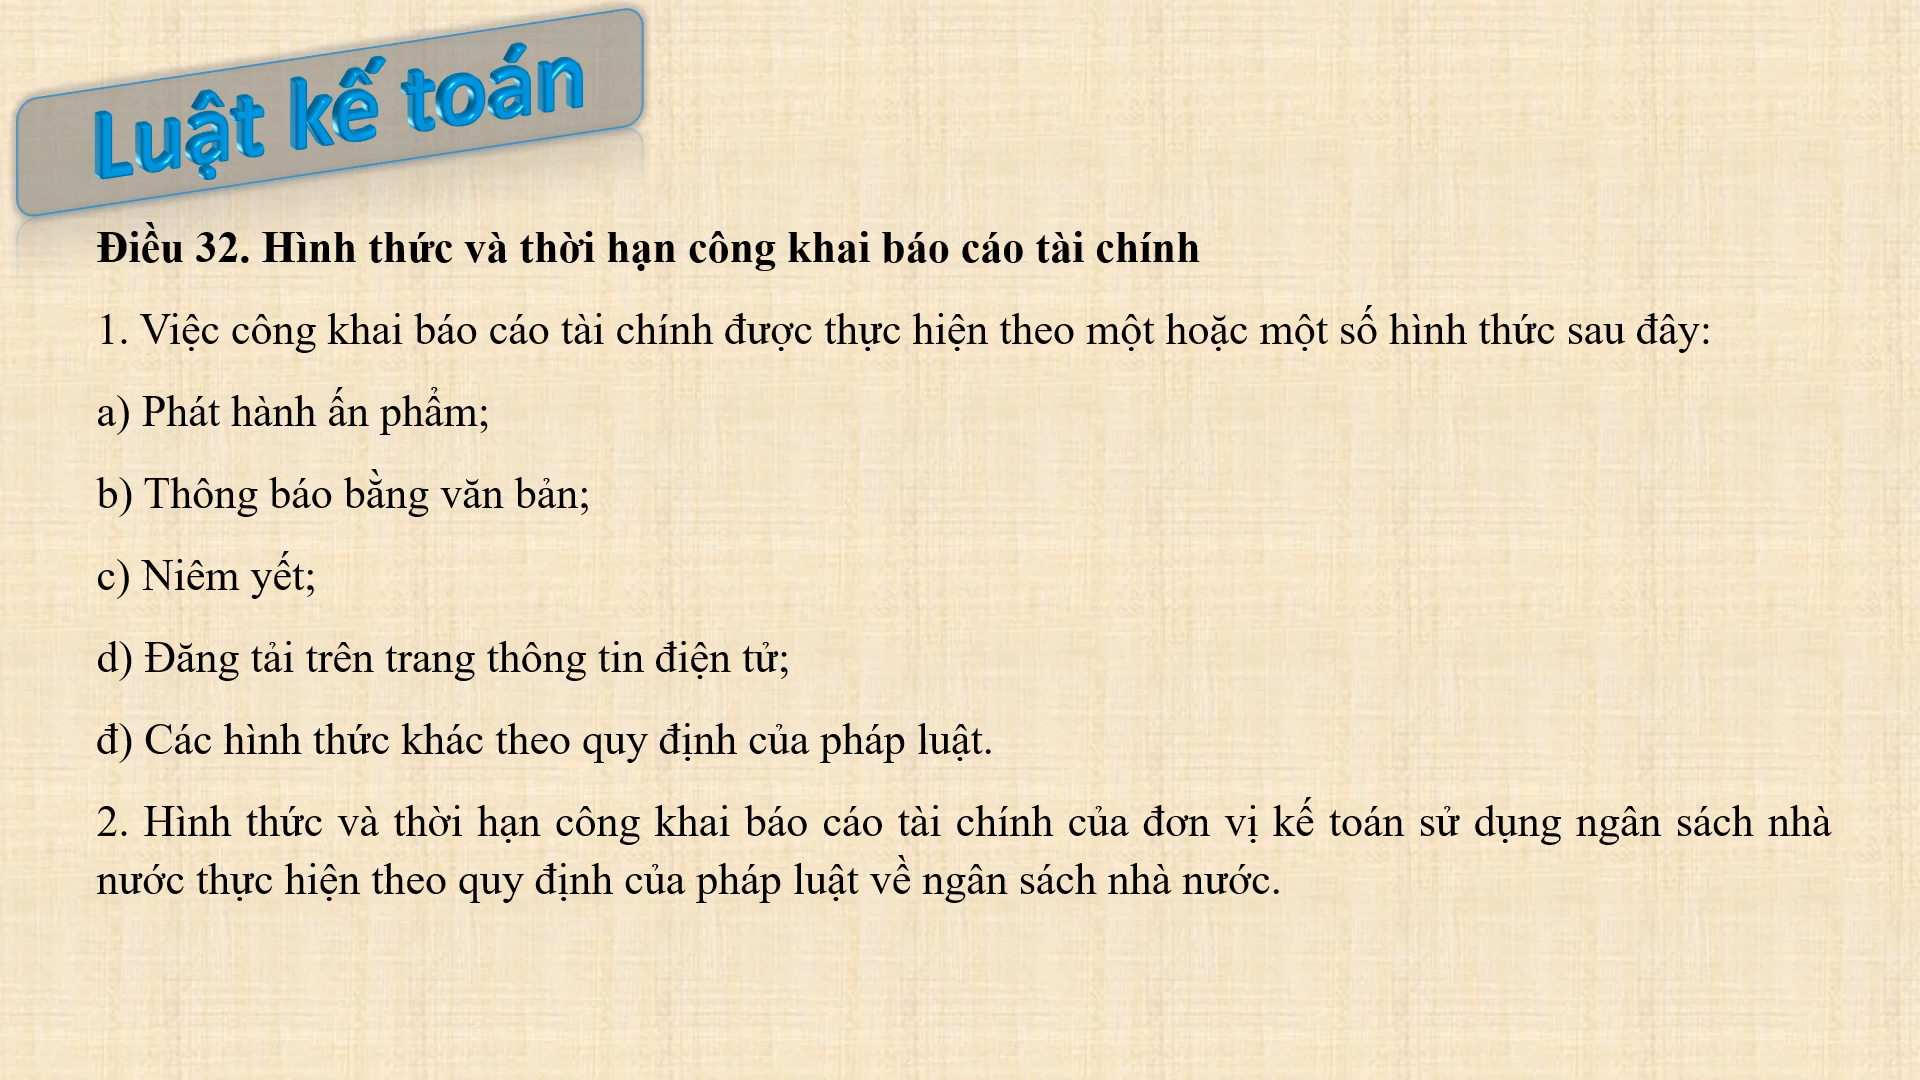 Luật kế toán
Điều 32. Hình thức và thời hạn công khai báo cáo tài chính
1. Việc công khai báo cáo tài chính được thực hiện theo một hoặc một số hình thức sau đây:
a) Phát hành ấn phẩm;
b) Thông báo bằng văn bản;
c) Niêm yết;
d) Đăng tải trên trang thông tin điện tử;
đ) Các hình thức khác theo quy định của pháp luật.
2. Hình thức và thời hạn công khai báo cáo tài chính của đơn vị kế toán sử dụng ngân sách nhà
nước thực hiện theo quy định của pháp luật về ngân sách nhà nước.